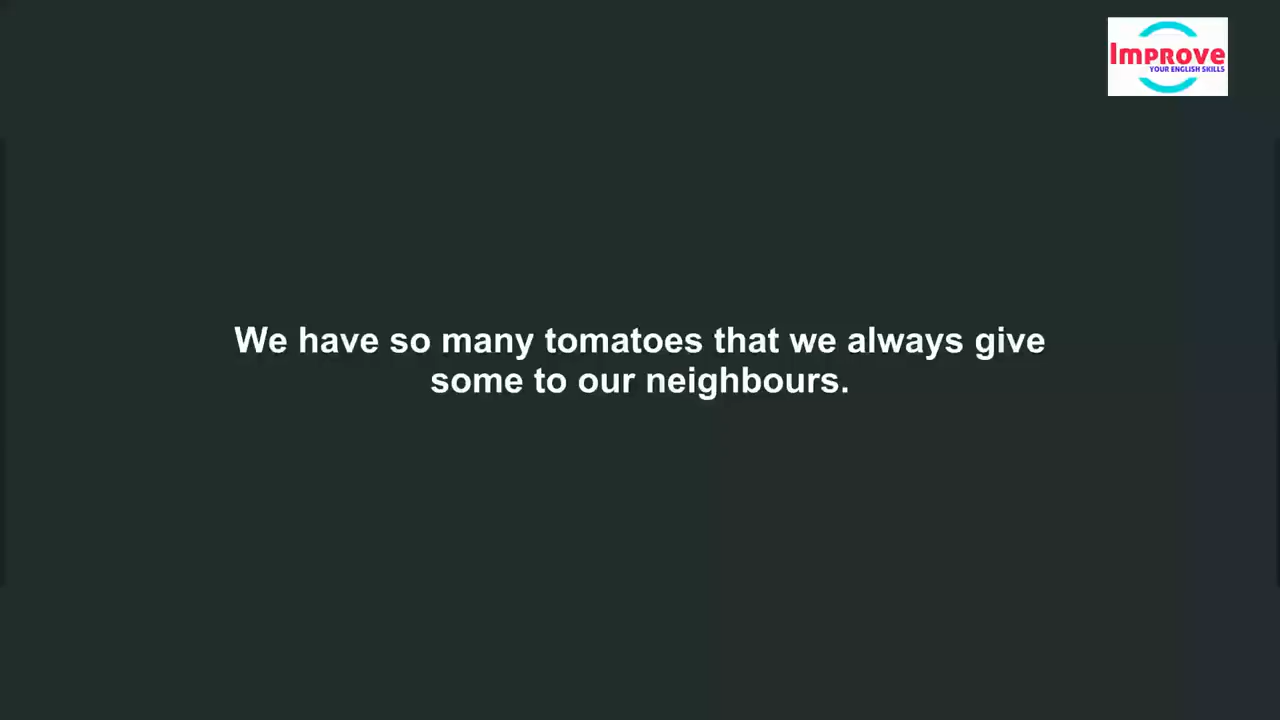 Improve
YOUR ENGLISH SKILLS
We have so many tomatoes that we always give
some to our neighbours.